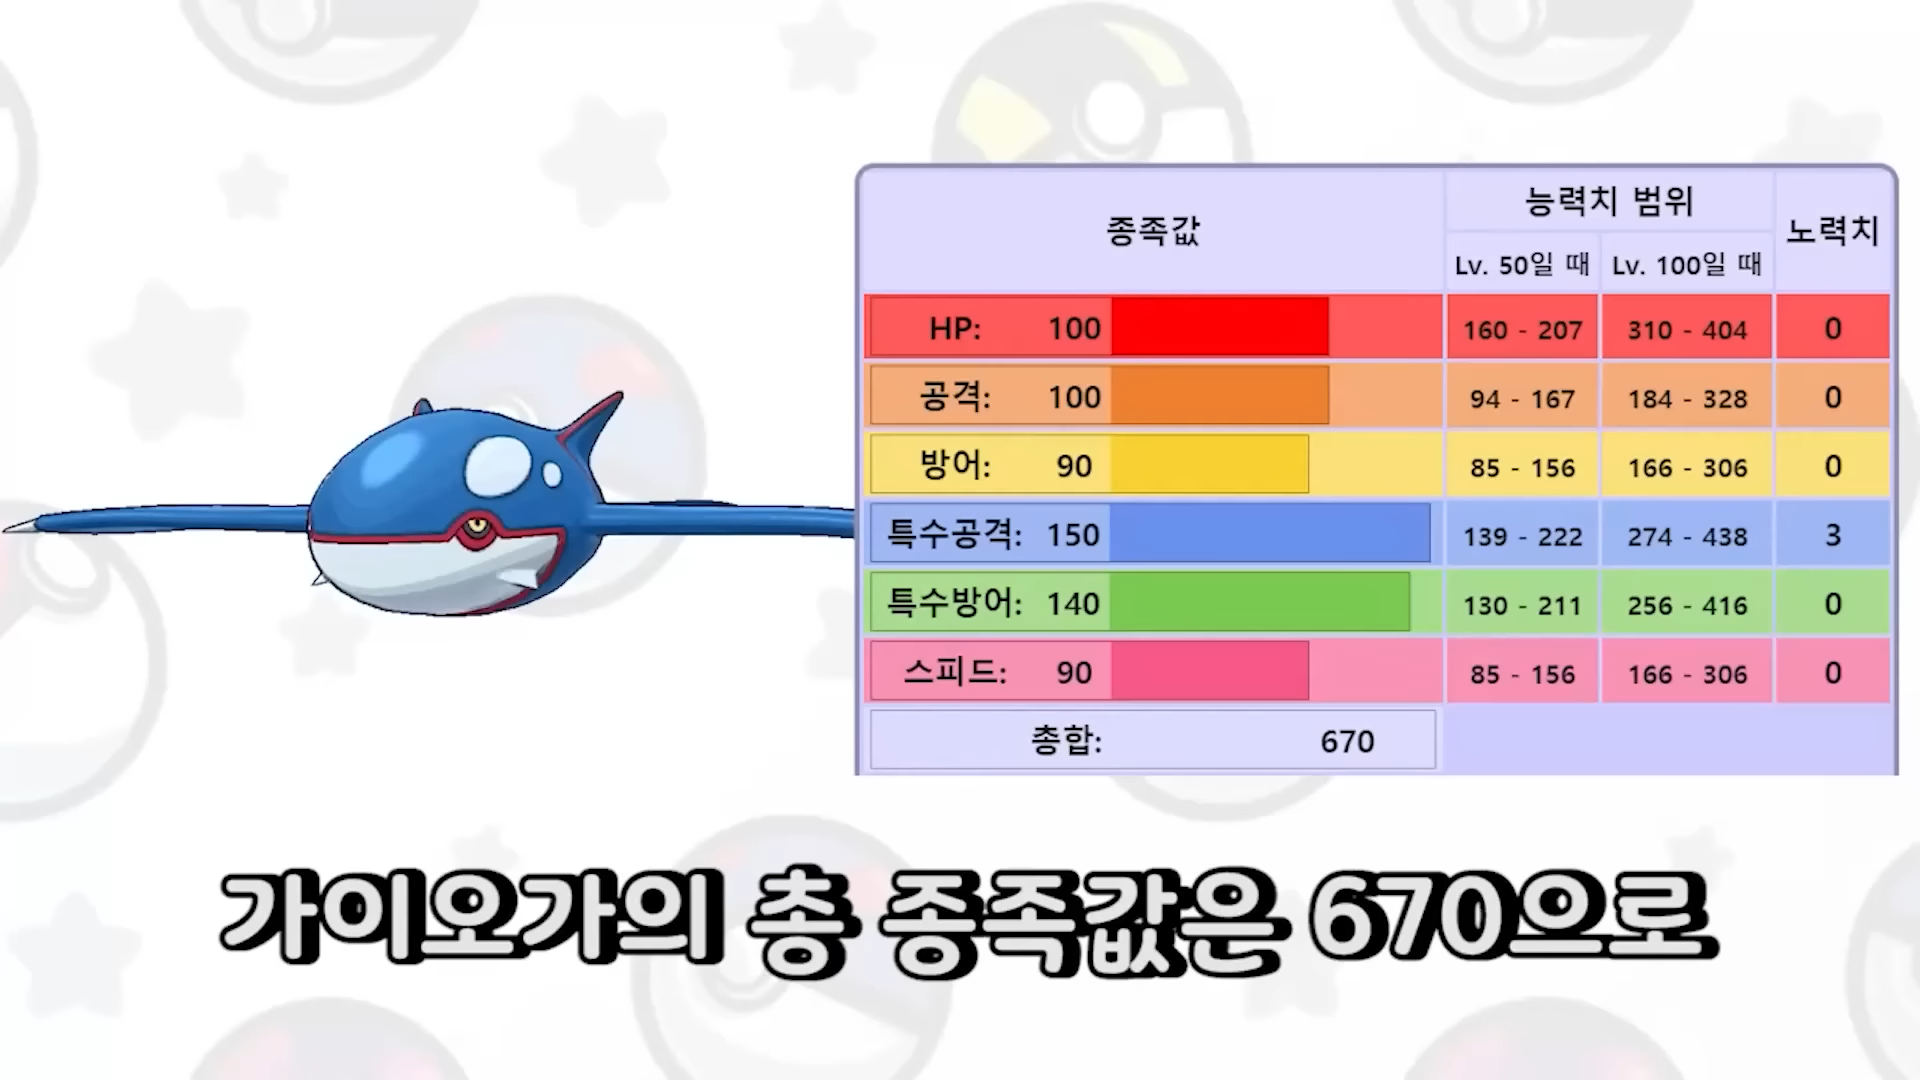 종족값 능력치 범위 노력치
Lv. 50일 때 Lv. 100일 때
HP: 100 160 - 207 310 - 404 0
공격: 100 94 - 167 184 - 328 0
방어: 90 85 - 156 166 - 306 0
특수공격: 150 139 - 222 274 - 438 3
특수방어: 140 130 - 211 256 - 416 0
스피드: 90 85 - 156 166 - 306 0
총합: 670
가이오가의 총 종족값은 670으로